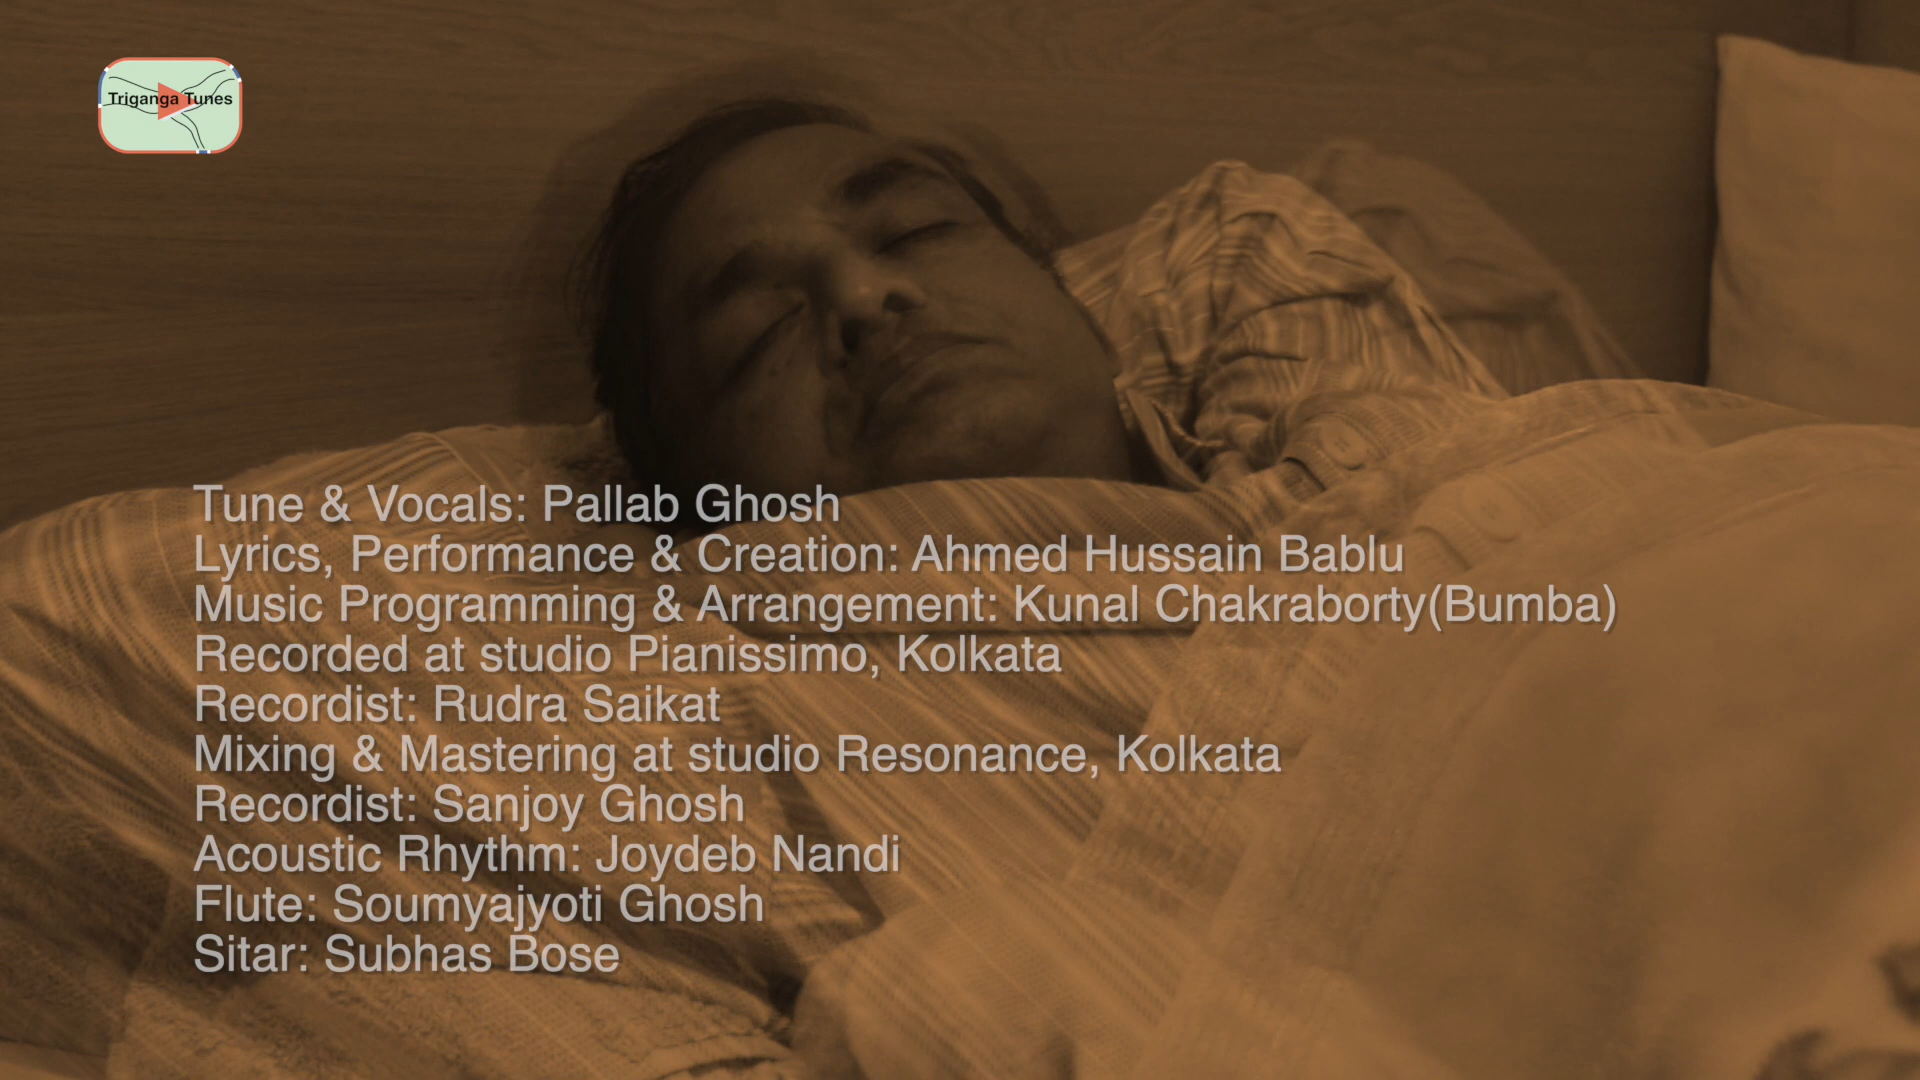 Triganga Tunes
Tune & Vocals: Pallab Ghosh
Lyrics, Performance & Creation: Ahmed Hussain Bablu
Music Programming & Arrangement: Kunal Chakraborty(Bumba)
Recorded at studio Pianissimo, Kolkata
Recordist: Rudra Saikat
Mixing & Mastering at studio Resonance, Kolkata
Recordist: Sanjoy Ghosh
Acoustic Rhythm: Joydeb Nandi
Flute: Soumyajyoti Ghosh
Sitar: Subhas Bose